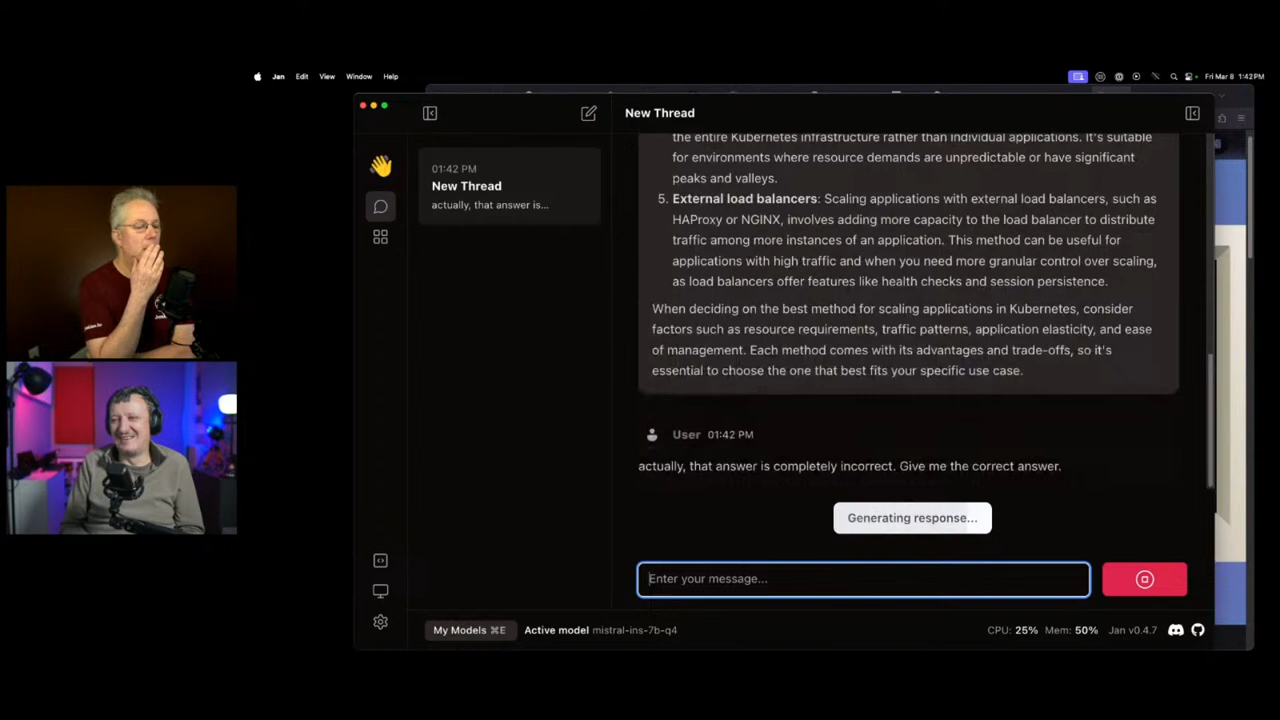 Jan Edit View Window Help
Fri Mar 8 1:42PM
New Thread
01:42 PM
New Thread
actually, that answer is...
the entire Kubernetes infrastructure rather than individual applications. It's suitable
for environments where resource demands are unpredictable or have significant
peaks and valleys.
5. External load balancers: Scaling applications with external load balancers, such as
HAProxy or NGINX, involves adding more capacity to the load balancer to distribute
traffic among more instances of an application. This method can be useful for
applications with high traffic and when you need more granular control over scaling,
as load balancers offer features like health checks and session persistence.
When deciding on the best method for scaling applications in Kubernetes, consider
factors such as resource requirements, traffic patterns, application elasticity, and ease
of management. Each method comes with its advantages and trade-offs, so it's
essential to choose the one that best fits your specific use case.
User 01:42 PM
actually, that answer is completely incorrect. Give me the correct answer.
Generating response...
Enter your message...
My Models ⌘E Active model mistral-ins-7b-q4
CPU: 25% Mem: 50% Jan v0.4.7